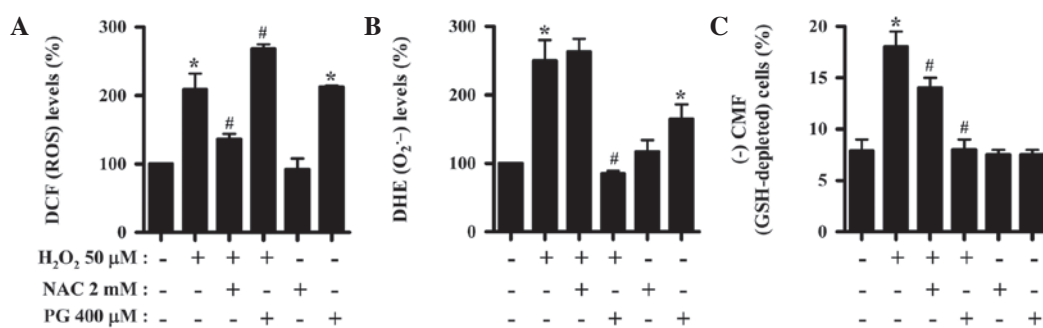 A
B
C
DCF (ROS) levels (%)
300
200
100
0
*
#
#
*
DHE (O₂·−) levels (%)
300
200
100
0
*
#
*
(-) CMF
(GSH-depleted) cells (%)
20
15
10
5
0
*
#
#
H₂O₂ 50 µM : - + + + - - - + + + - - - + + + - -
NAC 2 mM : - - + - + - - - + - + - - - + - + -
PG 400 µM : - - - + - + - - - + - + - - - + - +